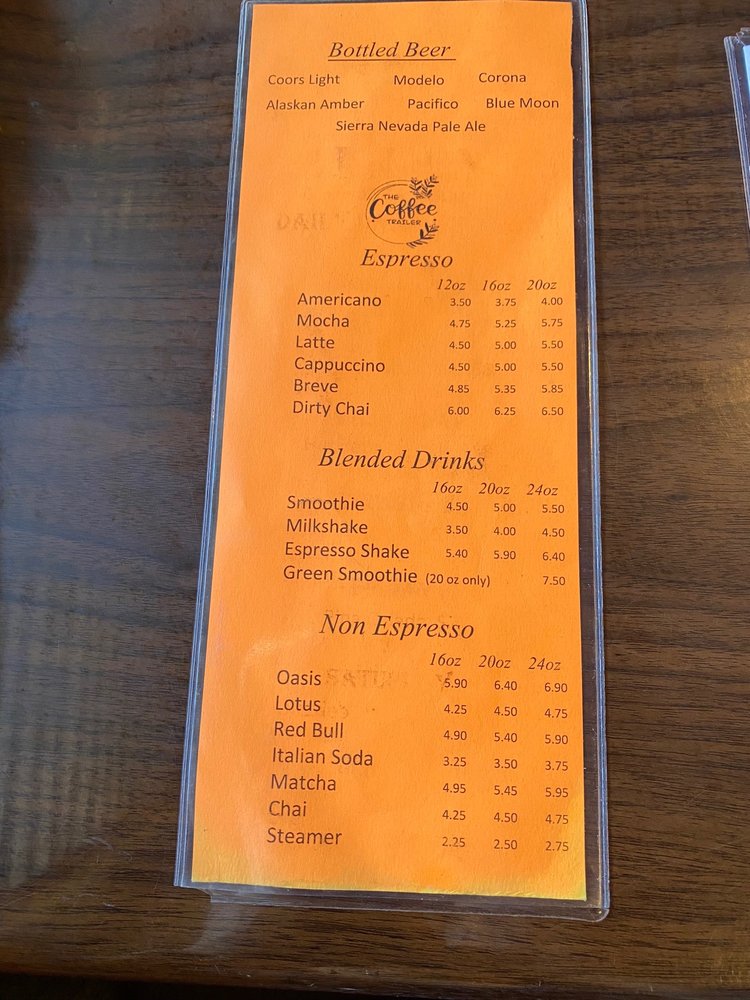 Bottled Beer
Coors Light Modelo Corona
Alaskan Amber Pacifico Blue Moon
Sierra Nevada Pale Ale
THE
Coffee
TRAILER
Espresso
12oz 16oz 20oz
Americano 3.50 3.75 4.00
Mocha 4.75 5.25 5.75
Latte 4.50 5.00 5.50
Cappuccino 4.50 5.00 5.50
Breve 4.85 5.35 5.85
Dirty Chai 6.00 6.25 6.50
Blended Drinks
16oz 20oz 24oz
Smoothie 4.50 5.00 5.50
Milkshake 3.50 4.00 4.50
Espresso Shake 5.40 5.90 6.40
Green Smoothie (20 oz only) 7.50
Non Espresso
16oz 20oz 24oz
Oasis 5.90 6.40 6.90
Lotus 4.25 4.50 4.75
Red Bull 4.90 5.40 5.90
Italian Soda 3.25 3.50 3.75
Matcha 4.95 5.45 5.95
Chai 4.25 4.50 4.75
Steamer 2.25 2.50 2.75